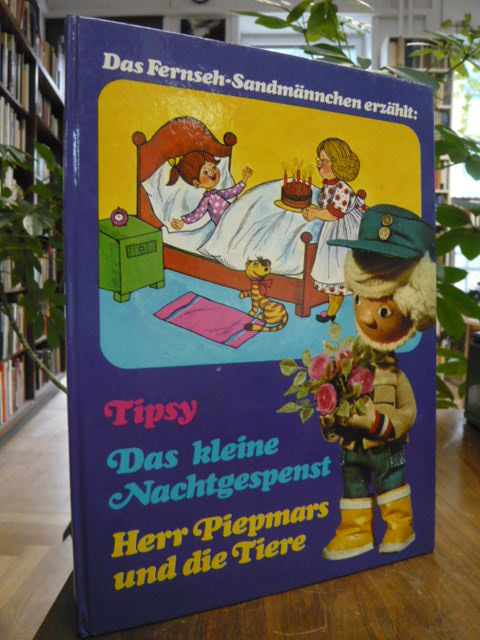 Das Fernseh-Sandmännchen erzählt:
Tipsy
Das kleine
Nachtgespenst
Herr Piepmars
und die Tiere